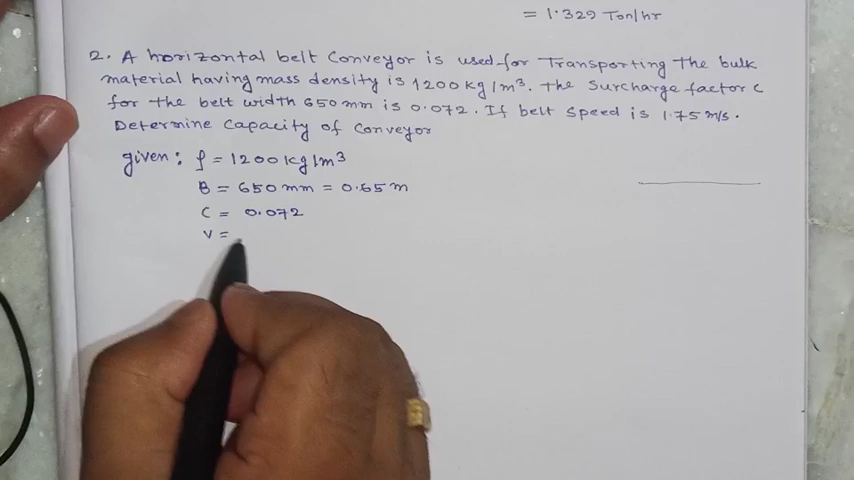 = 1.329 Ton/hr
2. A horizontal belt conveyor is used for Transporting the bulk
material having mass density is 1200 kg/m³. The surcharge factor C
for the belt width 650 mm is 0.072. If belt speed is 1.75 m/s.
Determine capacity of conveyor
given: ρ = 1200 kg/m³
B = 650 mm = 0.65 m
C = 0.072
V =